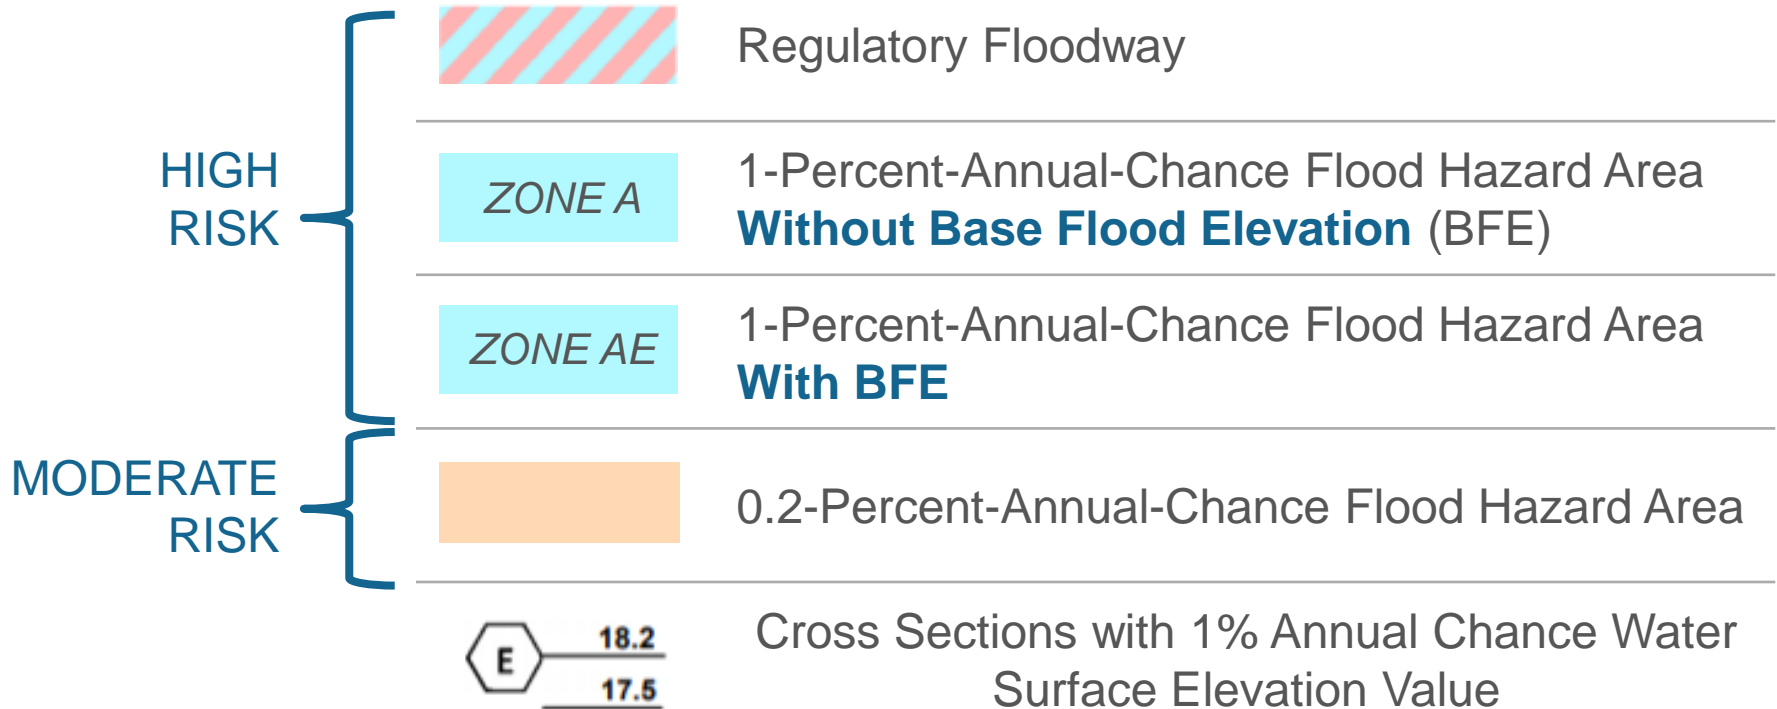 Regulatory Floodway
HIGH
RISK
ZONE A
1-Percent-Annual-Chance Flood Hazard Area
Without Base Flood Elevation (BFE)
ZONE AE
1-Percent-Annual-Chance Flood Hazard Area
With BFE
MODERATE
RISK
0.2-Percent-Annual-Chance Flood Hazard Area
E
18.2
17.5
Cross Sections with 1% Annual Chance Water
Surface Elevation Value